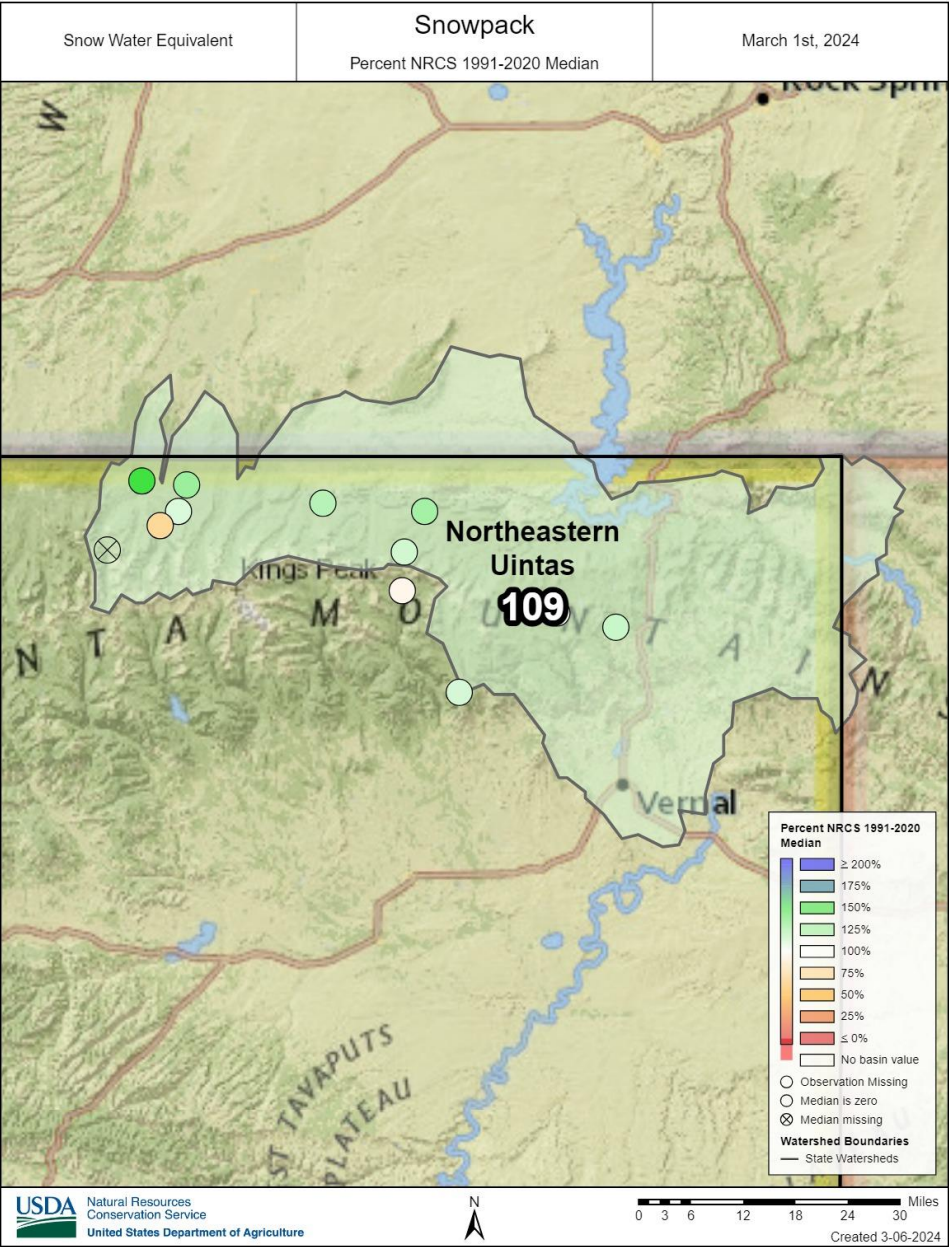 Snow Water Equivalent
Snowpack
Percent NRCS 1991-2020 Median
March 1st, 2024
W
Rock Sprin
Northeastern
Uintas
109
Kings Peak
N T A M O U N T A I N S
Vernal
ST TAVAPUTS
PLATEAU
Percent NRCS 1991-2020
Median
≥ 200%
175%
150%
125%
100%
75%
50%
25%
≤ 0%
No basin value
Observation Missing
Median is zero
Median missing
Watershed Boundaries
State Watersheds
USDA
Natural Resources
Conservation Service
United States Department of Agriculture
N
Miles
0 3 6 12 18 24 30
Created 3-06-2024